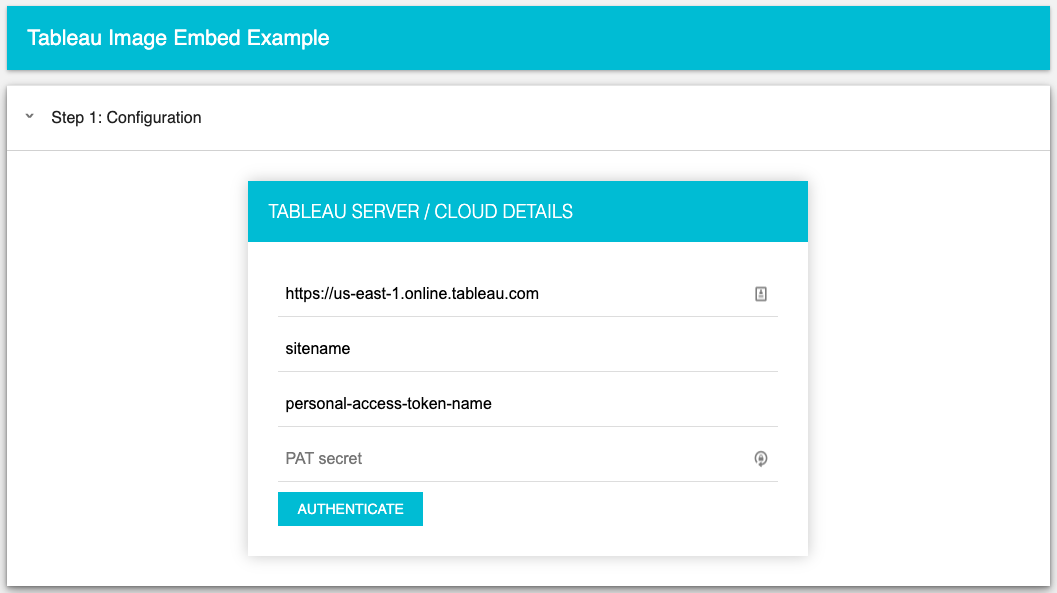 Tableau Image Embed Example
Step 1: Configuration
TABLEAU SERVER / CLOUD DETAILS
https://us-east-1.online.tableau.com
sitename
personal-access-token-name
PAT secret
AUTHENTICATE